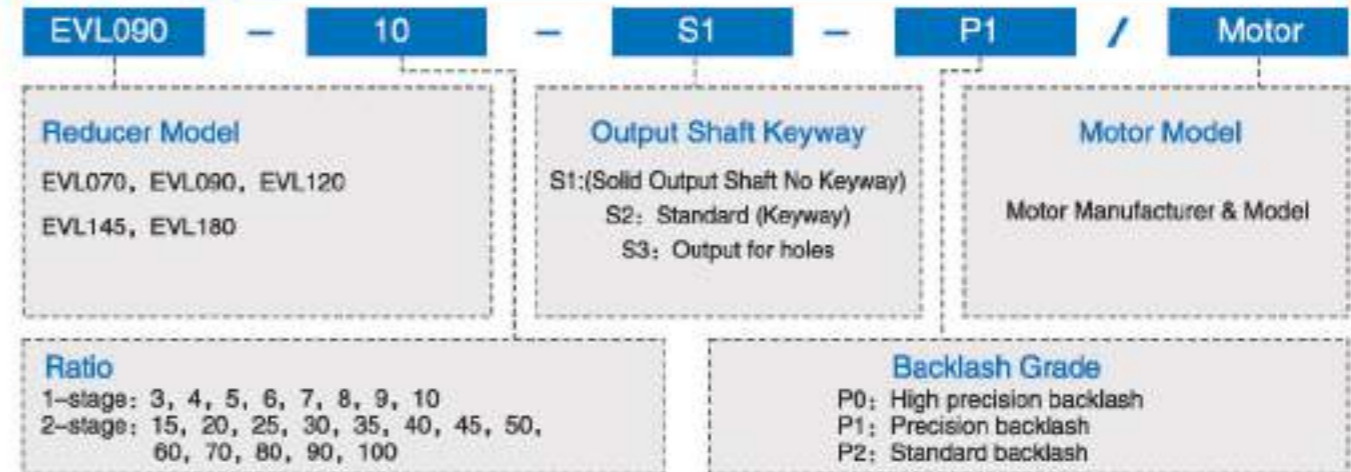 EVL090 – 10 – S1 – P1 / Motor
Reducer Model
EVL070, EVL090, EVL120
EVL145, EVL180
Output Shaft Keyway
S1:(Solid Output Shaft No Keyway)
S2: Standard (Keyway)
S3: Output for holes
Motor Model
Motor Manufacturer & Model
Ratio
1–stage: 3, 4, 5, 6, 7, 8, 9, 10
2–stage: 15, 20, 25, 30, 35, 40, 45, 50,
60, 70, 80, 90, 100
Backlash Grade
P0: High precision backlash
P1: Precision backlash
P2: Standard backlash